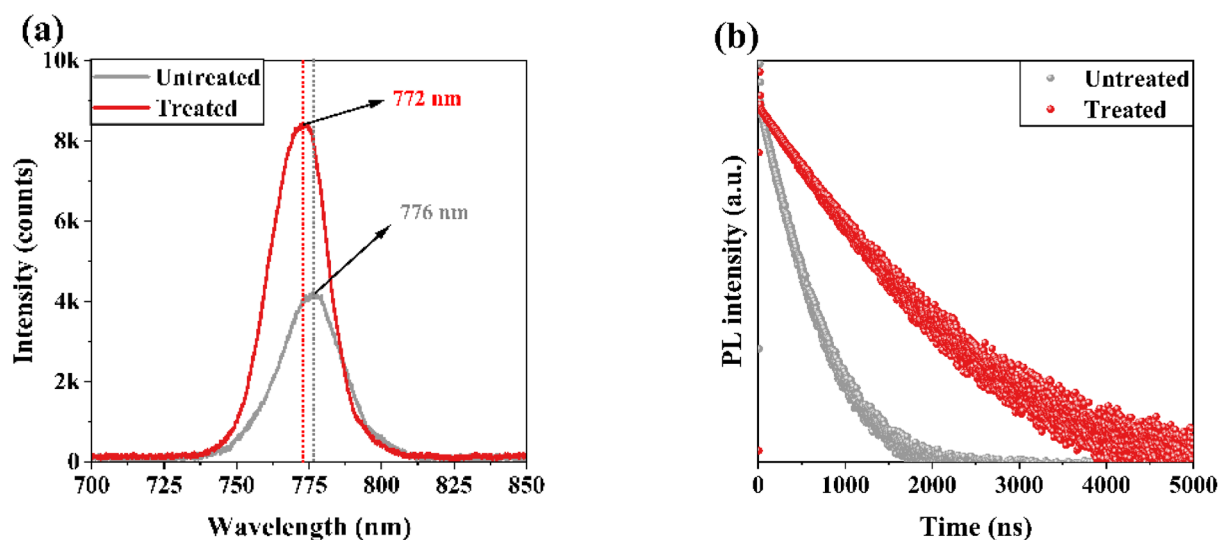 (a)
10k
8k
6k
4k
2k
0
Intensity (counts)
Untreated
Treated
772 nm
776 nm
700 725 750 775 800 825 850
Wavelength (nm)
(b)
PL intensity (a.u.)
Untreated
Treated
0 1000 2000 3000 4000 5000
Time (ns)